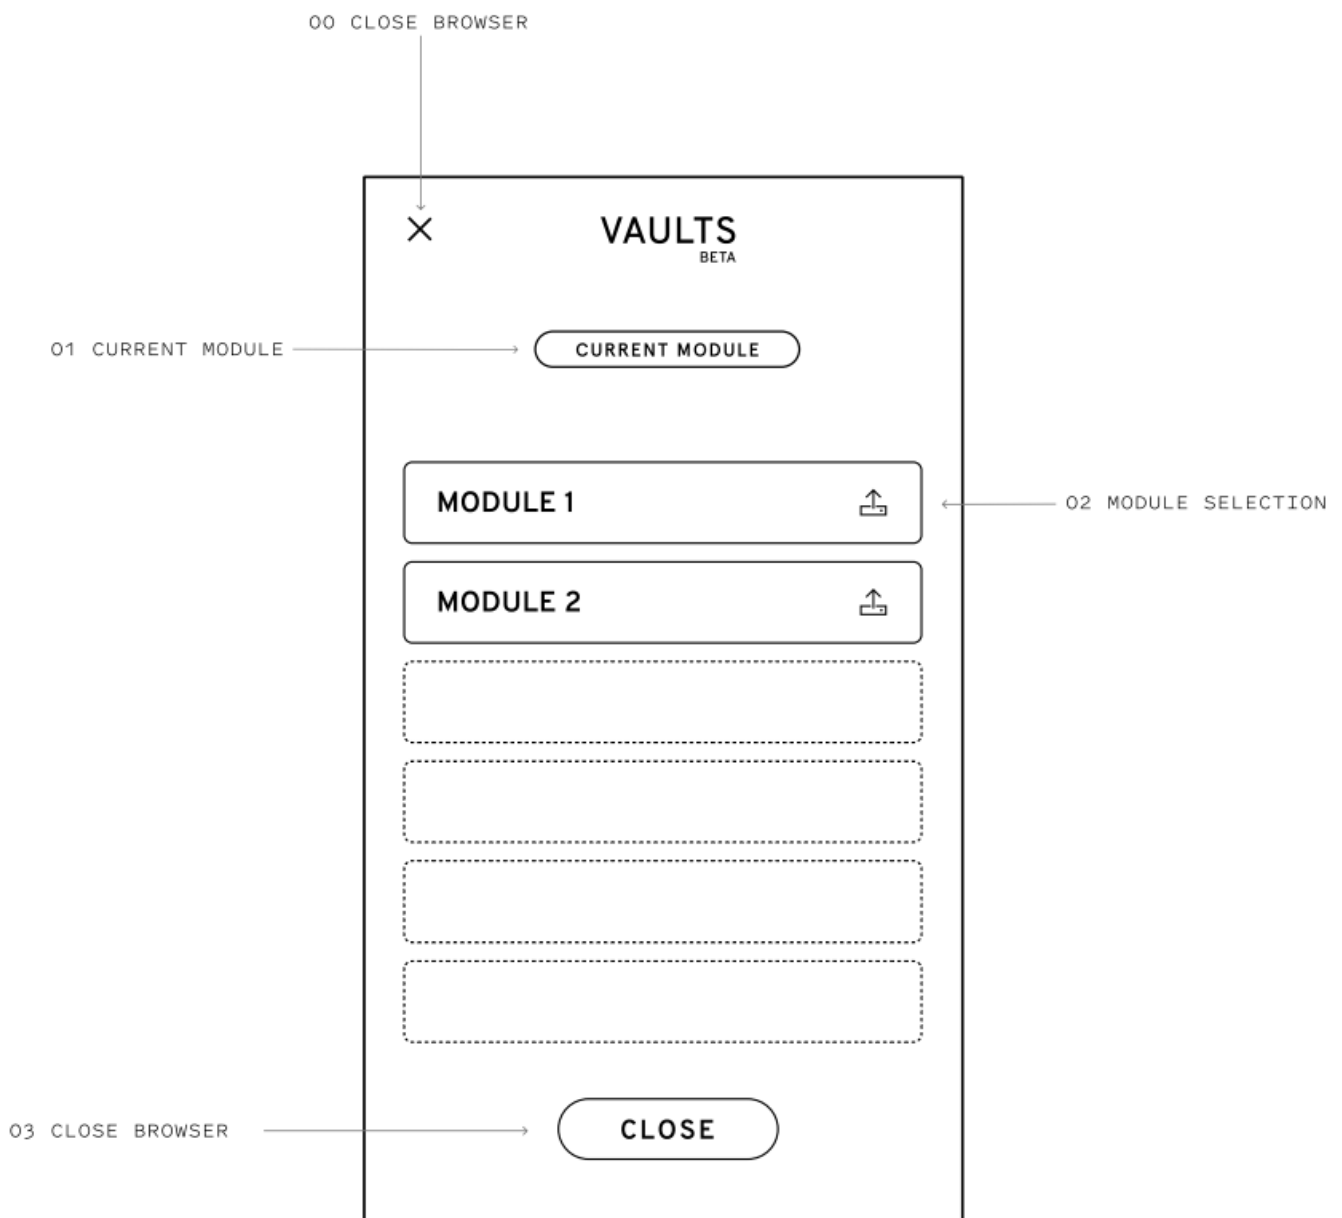 00 CLOSE BROWSER
VAULTS
BETA
01 CURRENT MODULE
CURRENT MODULE
MODULE 1
02 MODULE SELECTION
MODULE 2
03 CLOSE BROWSER
CLOSE